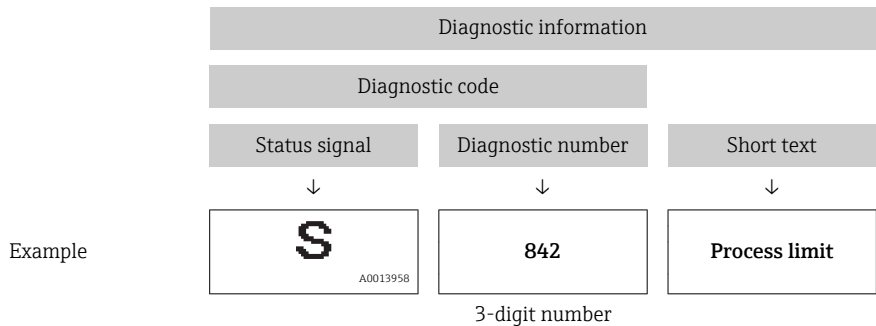 Diagnostic information
Diagnostic code
Status signal Diagnostic number Short text
↓ ↓ ↓
Example S 842 Process limit
A0013958
3-digit number